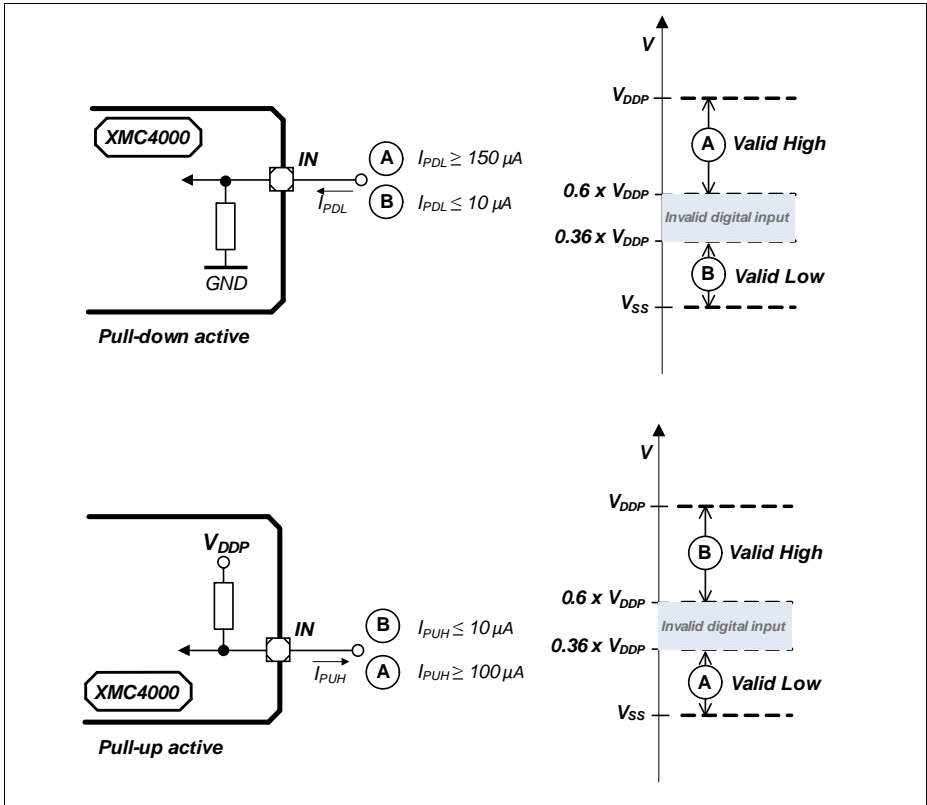 V
V_DDP
XMC4000
A Valid High
IN
A I_PDL ≥ 150 µA
I_PDL
B I_PDL ≤ 10 µA
0.6 x V_DDP
Invalid digital input
0.36 x V_DDP
GND
B Valid Low
V_SS
Pull-down active
V
V_DDP
V_DDP
B Valid High
0.6 x V_DDP
IN
B I_PUH ≤ 10 µA
Invalid digital input
0.36 x V_DDP
I_PUH
A I_PUH ≥ 100 µA
XMC4000
A Valid Low
V_SS
Pull-up active